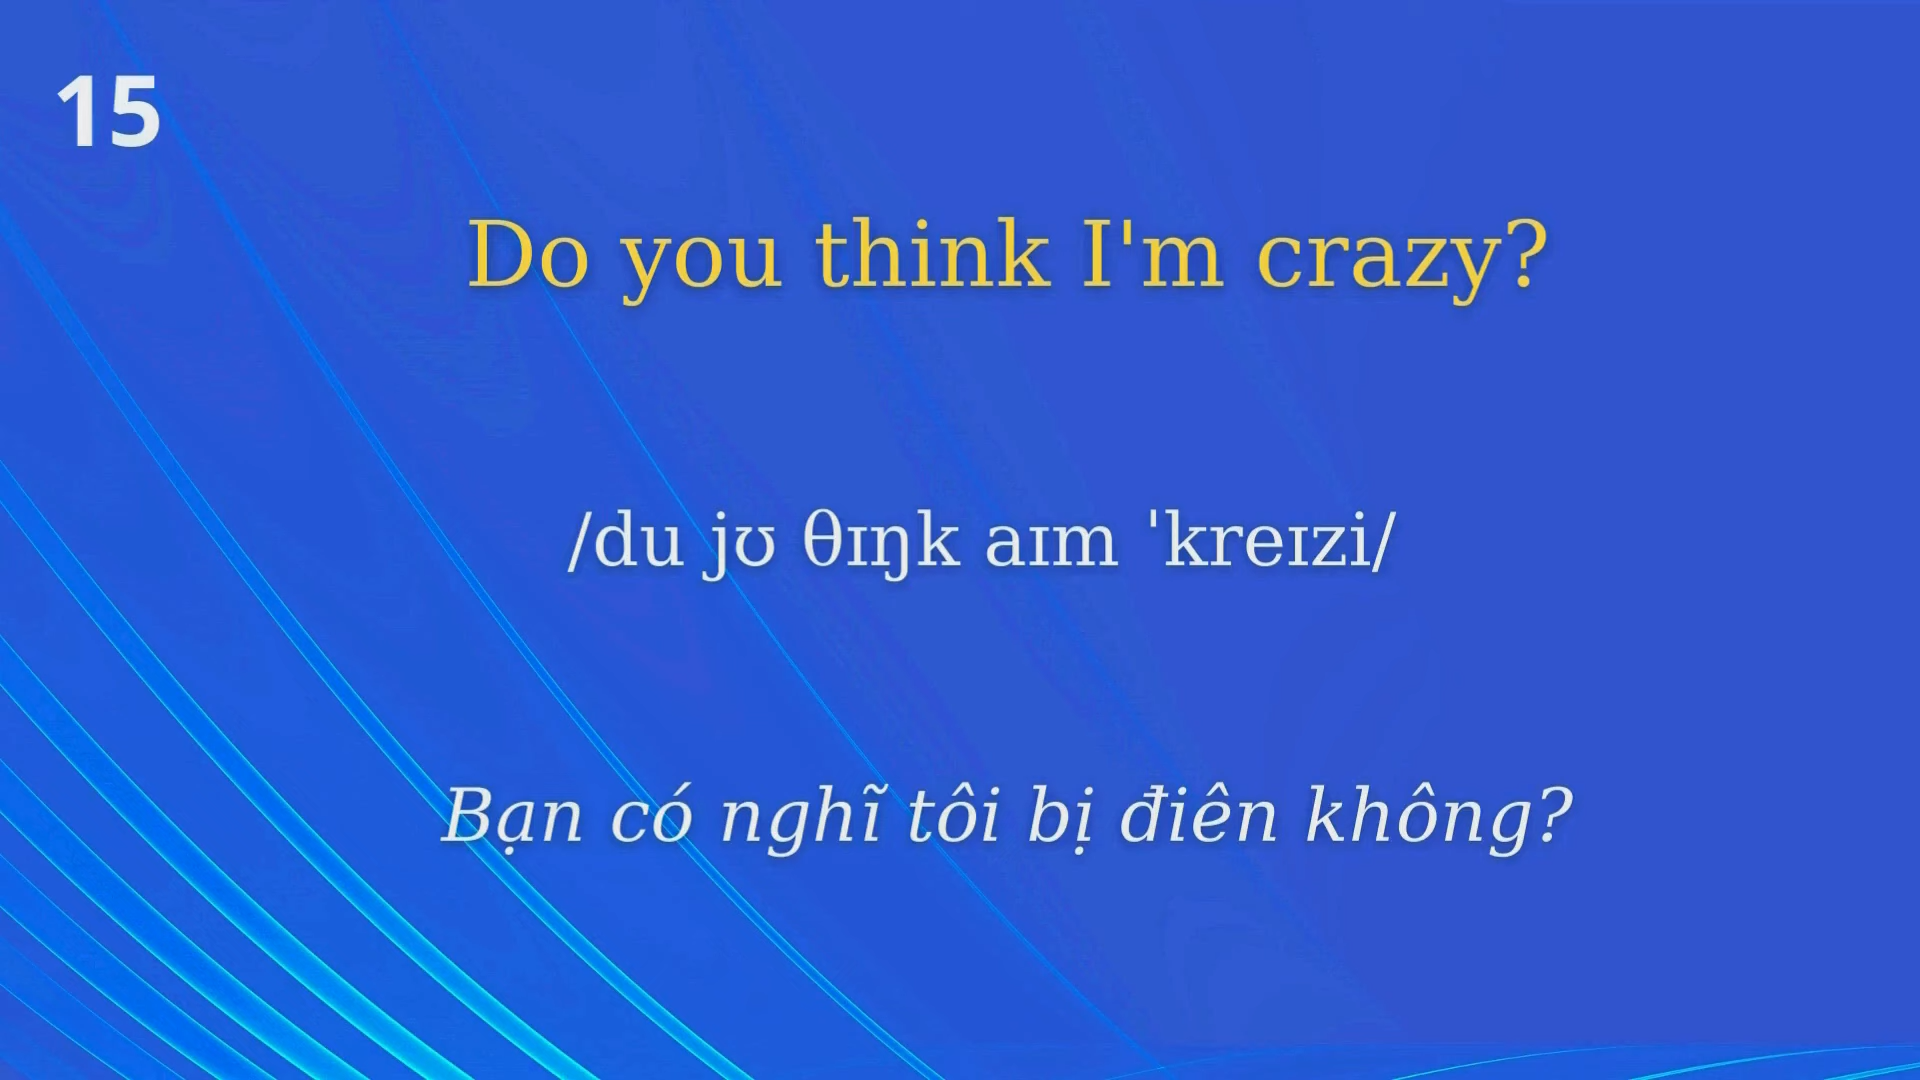 15
Do you think I'm crazy?
/du jʊ θɪŋk aɪm ˈkreɪzi/
Bạn có nghĩ tôi bị điên không?